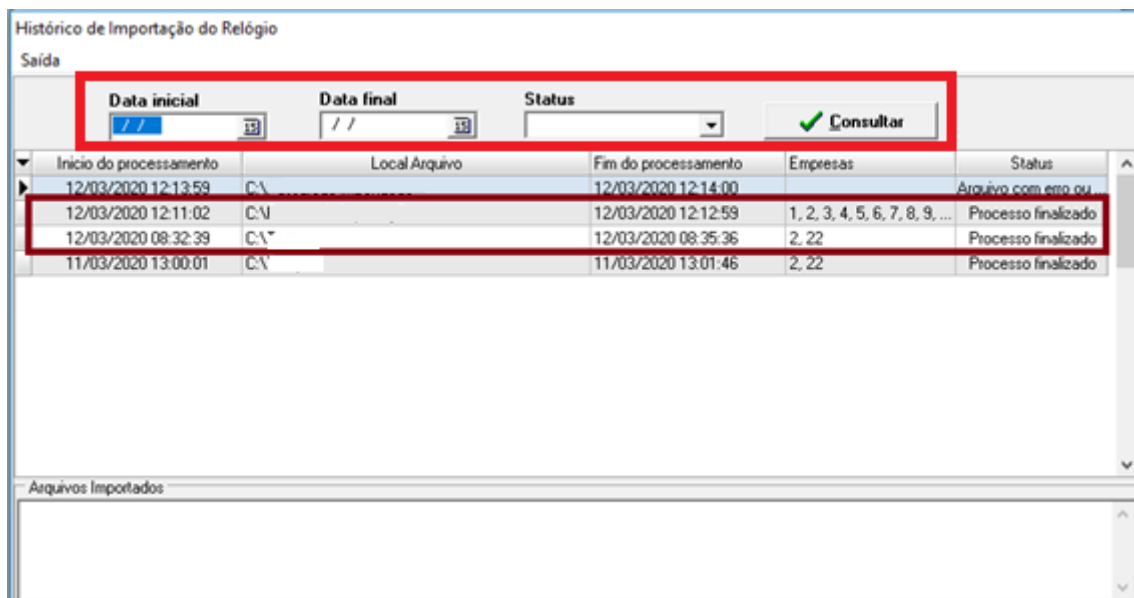 Histórico de Importação do Relógio
Saída
Data inicial Data final Status
/ / / / Consultar
Inicio do processamento Local Arquivo Fim do processamento Empresas Status
12/03/2020 12:13:59 C:\ 12/03/2020 12:14:00 Arquivo com erro ou ...
12/03/2020 12:11:02 C:\ 12/03/2020 12:12:59 1, 2, 3, 4, 5, 6, 7, 8, 9, ... Processo finalizado
12/03/2020 08:32:39 C:\ 12/03/2020 08:35:36 2, 22 Processo finalizado
11/03/2020 13:00:01 C:\ 11/03/2020 13:01:46 2, 22 Processo finalizado
Arquivos Importados